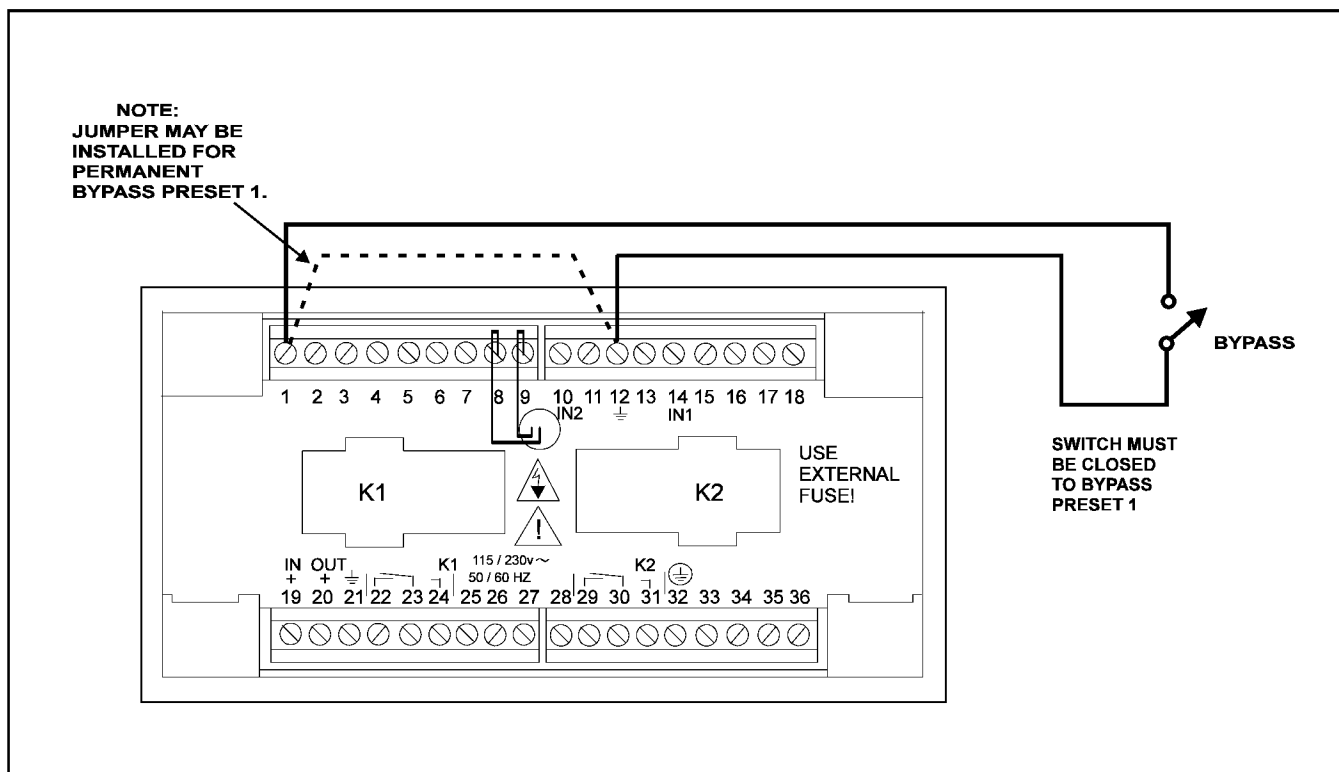 NOTE:
JUMPER MAY BE
INSTALLED FOR
PERMANENT
BYPASS PRESET 1.
BYPASS
SWITCH MUST
BE CLOSED
TO BYPASS
PRESET 1
1 2 3 4 5 6 7 8 9 10 11 12 13 14 15 16 17 18
IN2 IN1
K1
K2
USE
EXTERNAL
FUSE!
!
IN OUT K1 115 / 230v~ K2
+ + 50 / 60 HZ
19 20 21 22 23 24 25 26 27 28 29 30 31 32 33 34 35 36